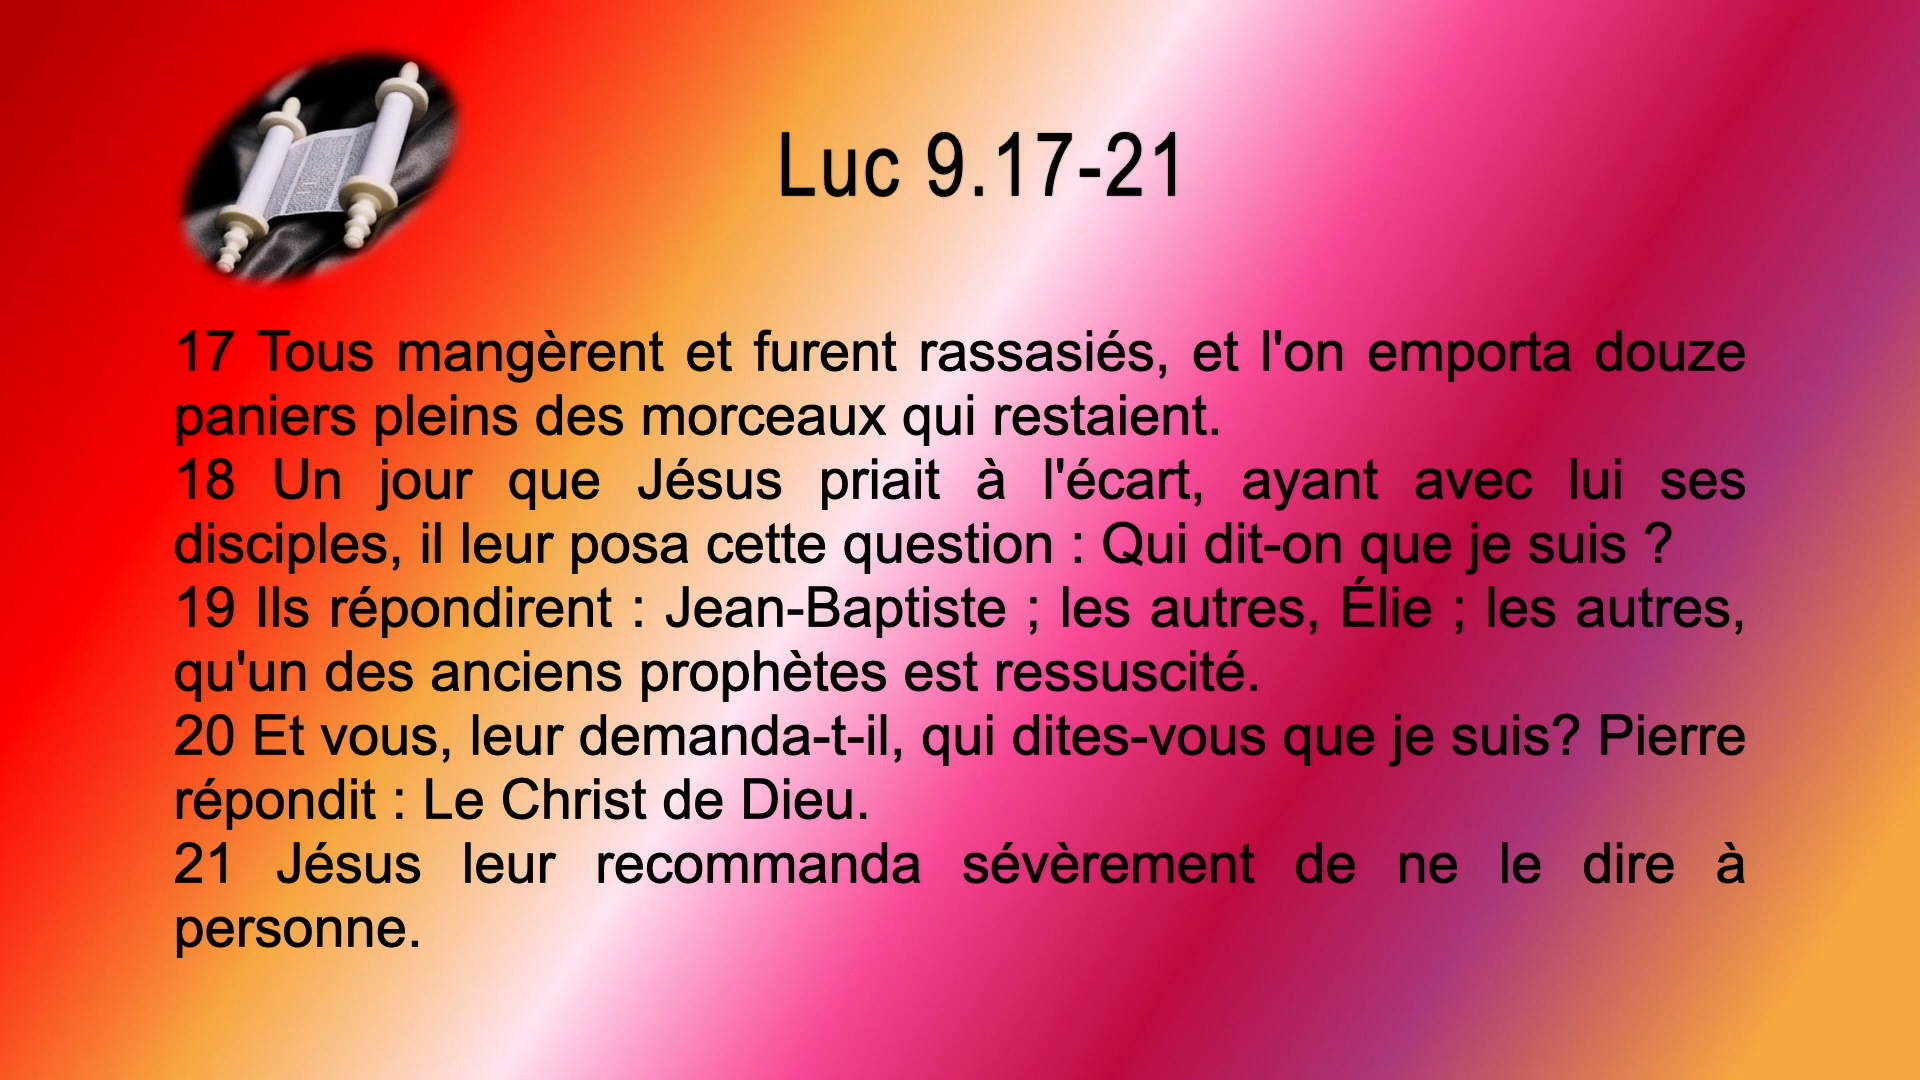 Luc 9.17-21
17 Tous mangèrent et furent rassasiés, et l'on emporta douze
paniers pleins des morceaux qui restaient.
18 Un jour que Jésus priait à l'écart, ayant avec lui ses
disciples, il leur posa cette question : Qui dit-on que je suis ?
19 Ils répondirent : Jean-Baptiste ; les autres, Élie ; les autres,
qu'un des anciens prophètes est ressuscité.
20 Et vous, leur demanda-t-il, qui dites-vous que je suis? Pierre
répondit : Le Christ de Dieu.
21 Jésus leur recommanda sévèrement de ne le dire à
personne.